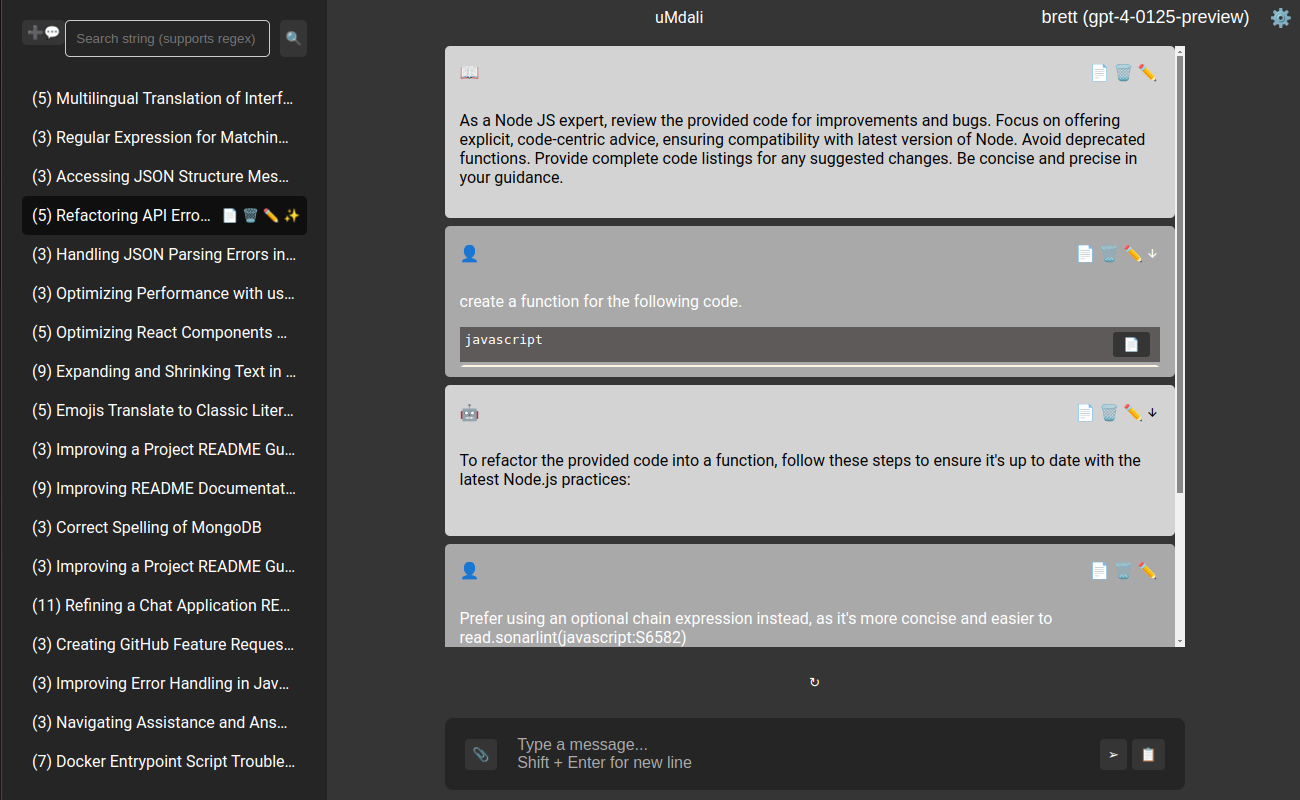 Search string (supports regex)
(5) Multilingual Translation of Interf...
(3) Regular Expression for Matchin...
(3) Accessing JSON Structure Mes...
(5) Refactoring API Erro...
(3) Handling JSON Parsing Errors in...
(3) Optimizing Performance with us...
(5) Optimizing React Components ...
(9) Expanding and Shrinking Text in ...
(5) Emojis Translate to Classic Liter...
(3) Improving a Project README Gu...
(9) Improving README Documentat...
(3) Correct Spelling of MongoDB
(3) Improving a Project README Gu...
(11) Refining a Chat Application RE...
(3) Creating GitHub Feature Reques...
(3) Improving Error Handling in Jav...
(3) Navigating Assistance and Ans...
(7) Docker Entrypoint Script Trouble...
uMdali
brett (gpt-4-0125-preview)
As a Node JS expert, review the provided code for improvements and bugs. Focus on offering
explicit, code-centric advice, ensuring compatibility with latest version of Node. Avoid deprecated
functions. Provide complete code listings for any suggested changes. Be concise and precise in
your guidance.
create a function for the following code.
javascript
To refactor the provided code into a function, follow these steps to ensure it's up to date with the
latest Node.js practices:
Prefer using an optional chain expression instead, as it's more concise and easier to
read.sonarlint(javascript:S6582)
Type a message...
Shift + Enter for new line